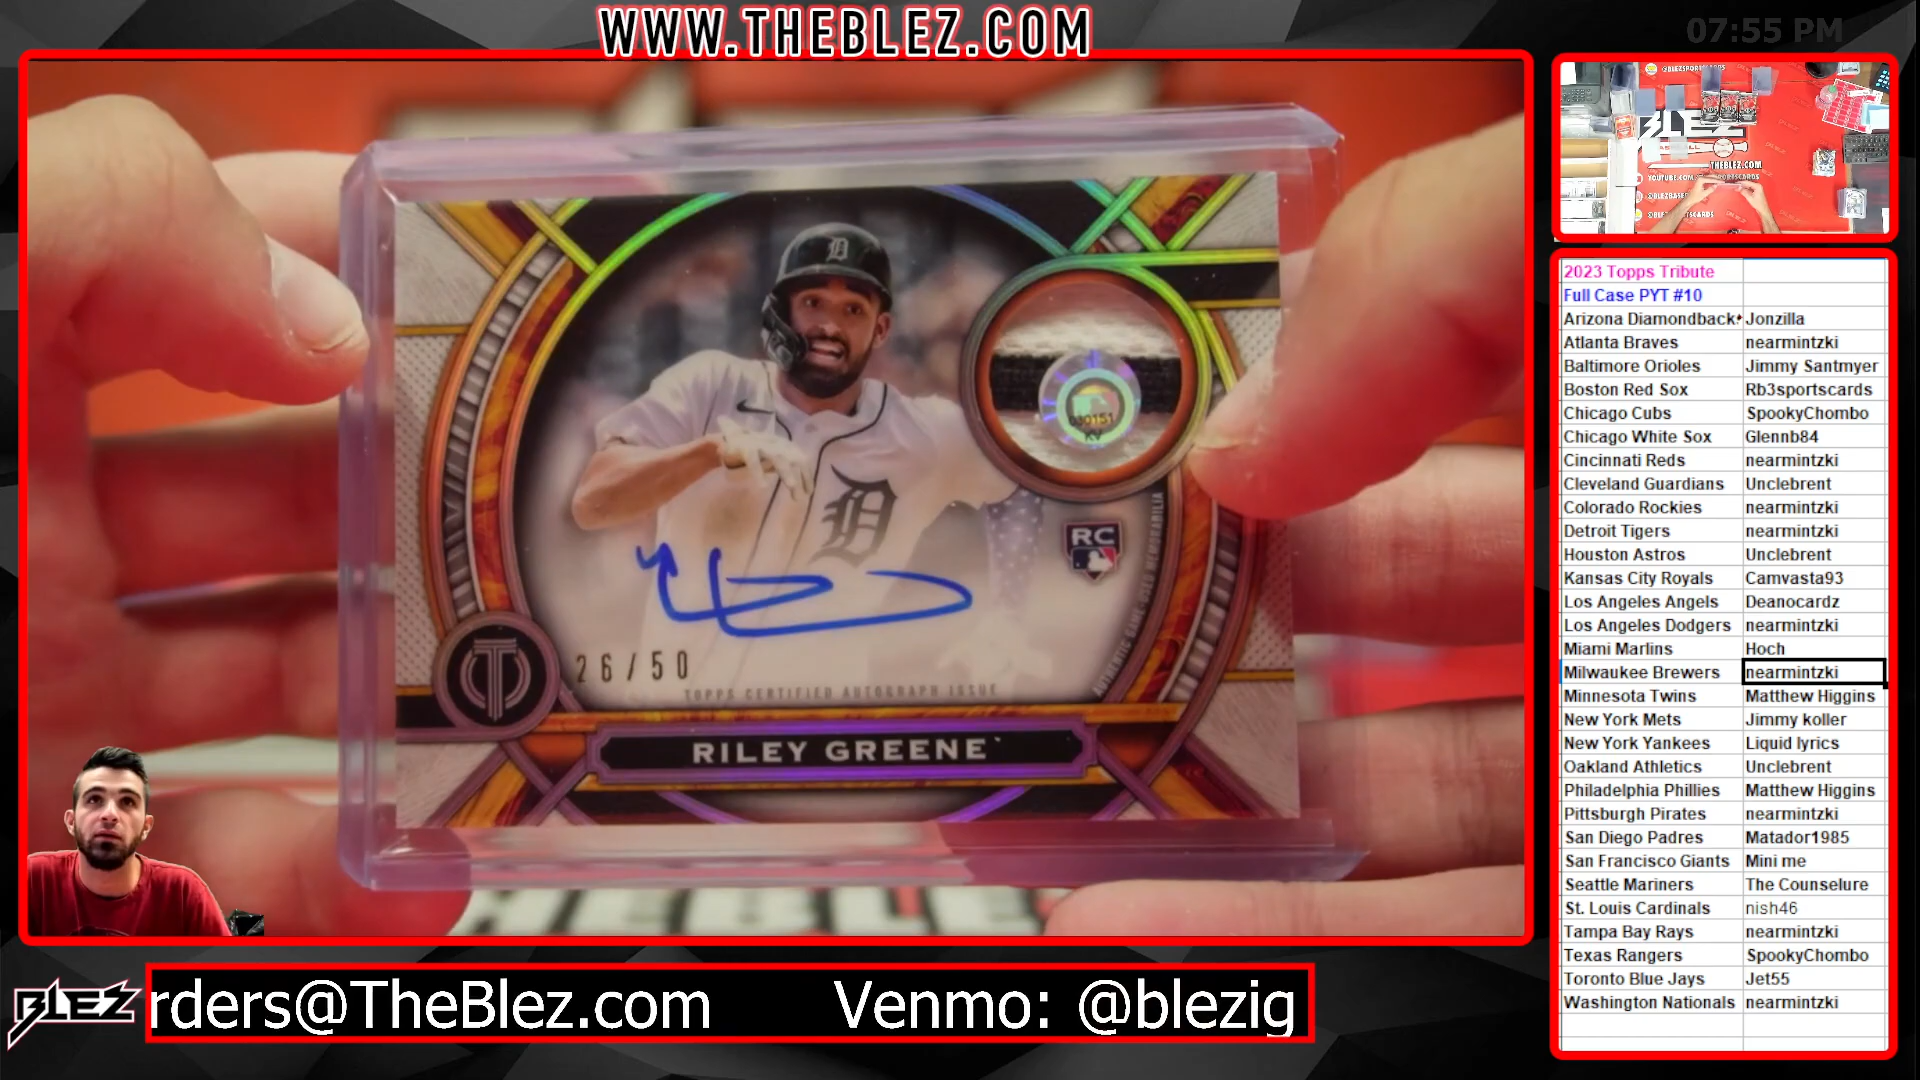 WWW.THEBLEZ.COM
07:55 PM
RC
AUTHENTIC GAME-USED MEMORABILIA
26/50
TOPPS CERTIFIED AUTOGRAPH ISSUE
RILEY GREENE
BLEZ
rders@TheBlez.com Venmo: @blezig
BLEZ
THEBLEZ.COM
2023 Topps Tribute
Full Case PYT #10
Arizona Diamondback Jonzilla
Atlanta Braves nearmintzki
Baltimore Orioles Jimmy Santmyer
Boston Red Sox Rb3sportscards
Chicago Cubs SpookyChombo
Chicago White Sox Glennb84
Cincinnati Reds nearmintzki
Cleveland Guardians Unclebrent
Colorado Rockies nearmintzki
Detroit Tigers nearmintzki
Houston Astros Unclebrent
Kansas City Royals Camvasta93
Los Angeles Angels Deanocardz
Los Angeles Dodgers nearmintzki
Miami Marlins Hoch
Milwaukee Brewers nearmintzki
Minnesota Twins Matthew Higgins
New York Mets Jimmy koller
New York Yankees Liquid lyrics
Oakland Athletics Unclebrent
Philadelphia Phillies Matthew Higgins
Pittsburgh Pirates nearmintzki
San Diego Padres Matador1985
San Francisco Giants Mini me
Seattle Mariners The Counselure
St. Louis Cardinals nish46
Tampa Bay Rays nearmintzki
Texas Rangers SpookyChombo
Toronto Blue Jays Jet55
Washington Nationals nearmintzki